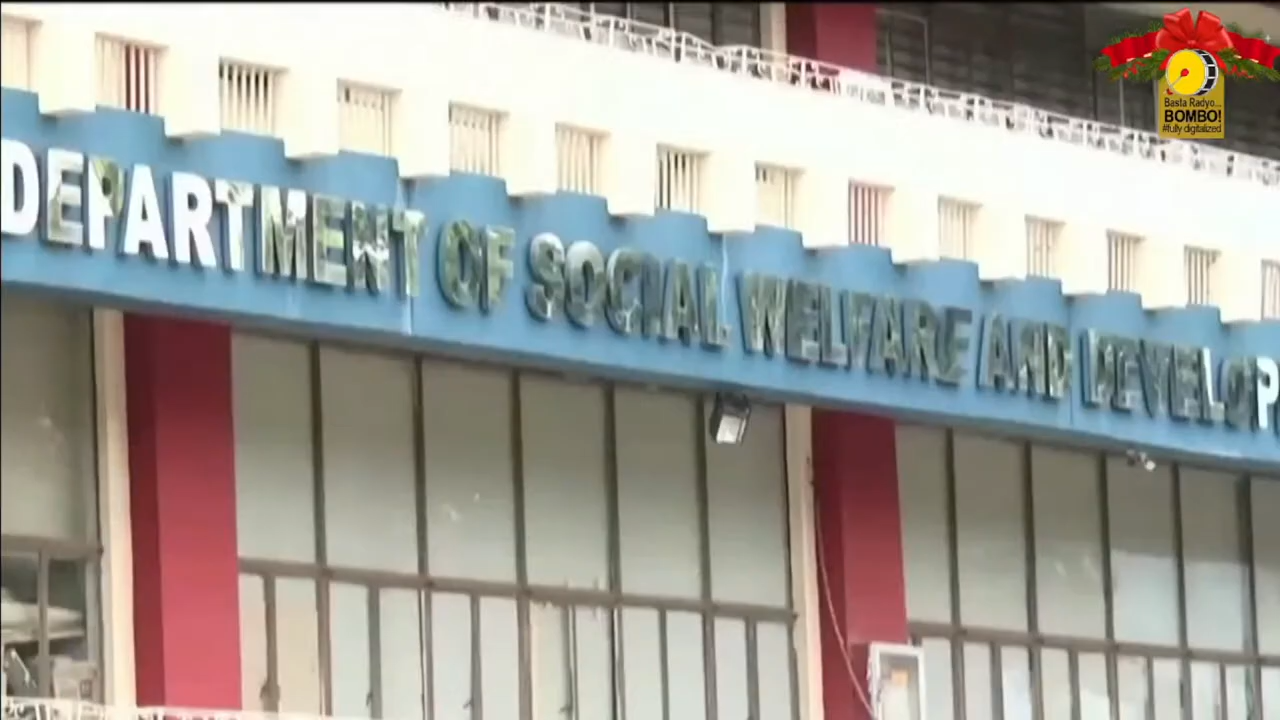 DEPARTMENT OF SOCIAL WELFARE AND DEVELOP
Basta Radyo...
BOMBO!
#fully digitalized